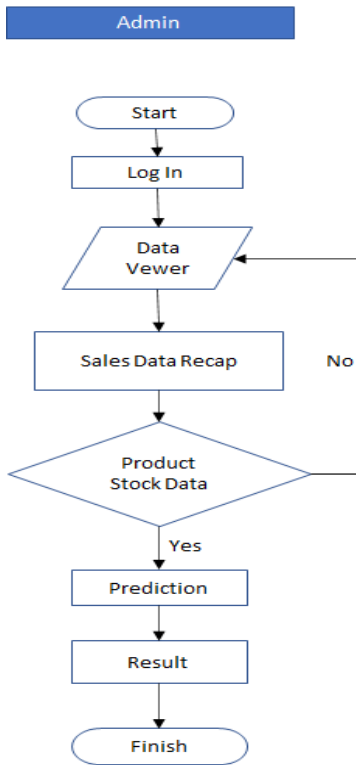 Admin
Start
Log In
Data
Vewer
Sales Data Recap
No
Product
Stock Data
Yes
Prediction
Result
Finish